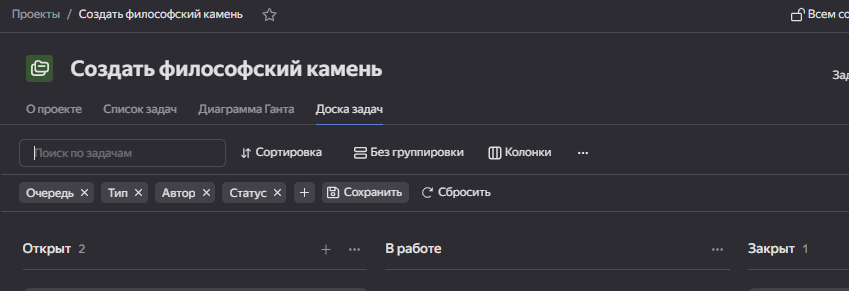 Проекты / Создать философский камень
Всем со
Создать философский камень
Зад
О проекте Список задач Диаграмма Ганта Доска задач
Поиск по задачам Сортировка Без группировки Колонки ...
Очередь × Тип × Автор × Статус × + Сохранить Сбросить
Открыт 2 + ... В работе ... Закрыт 1